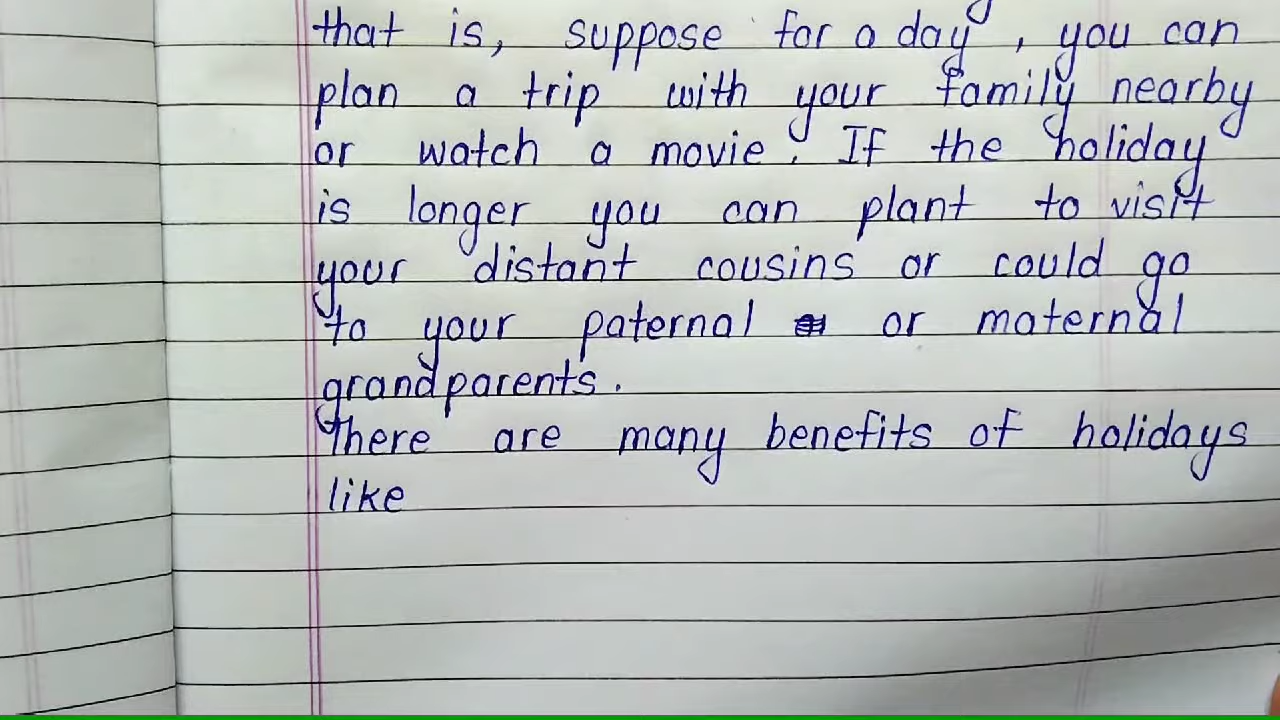 that is, suppose for a day, you can
plan a trip with your family nearby
or watch a movie. If the holiday
is longer you can plant to visit
your distant cousins or could go
to your paternal or maternal
grandparents.
There are many benefits of holidays
like